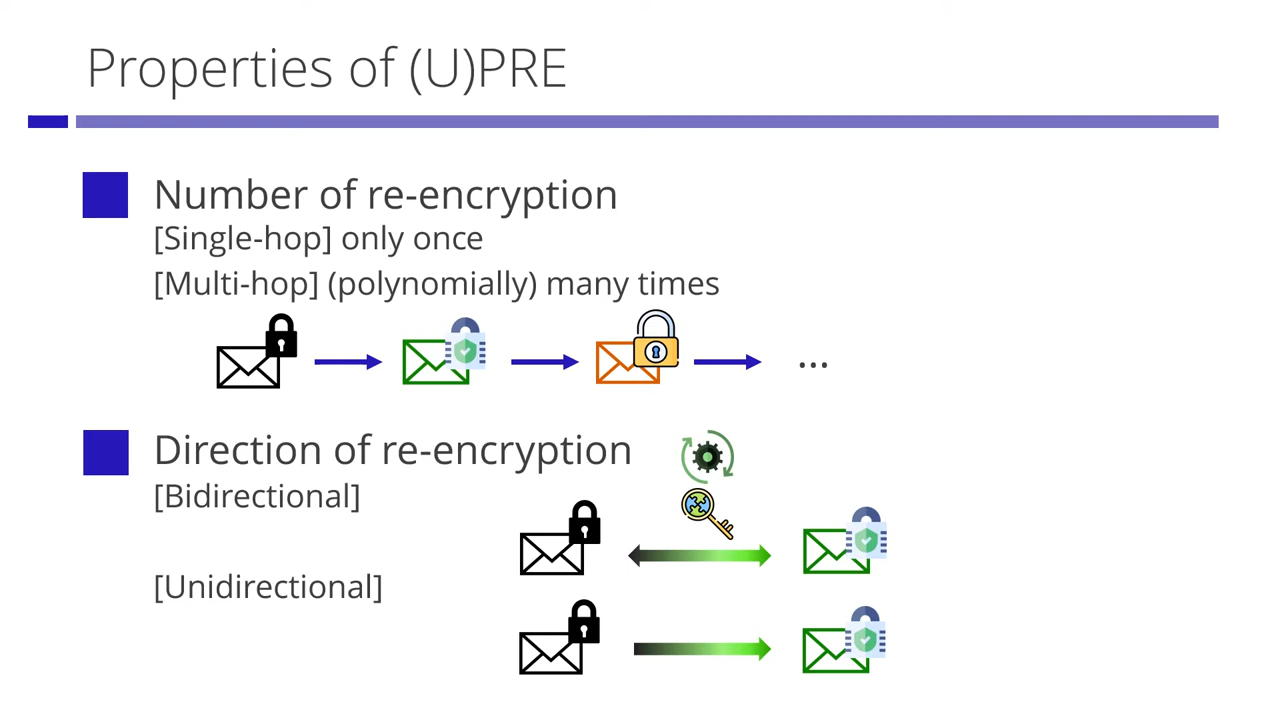 Properties of (U)PRE
Number of re-encryption
[Single-hop] only once
[Multi-hop] (polynomially) many times
...
Direction of re-encryption
[Bidirectional]
[Unidirectional]